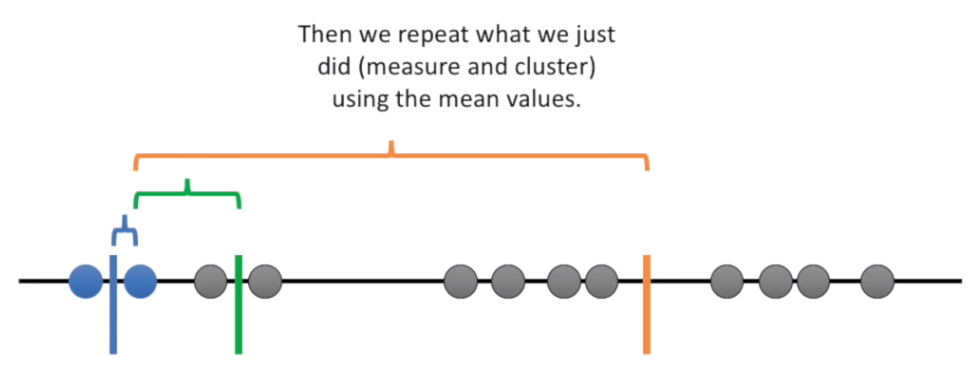 Then we repeat what we just
did (measure and cluster)
using the mean values.